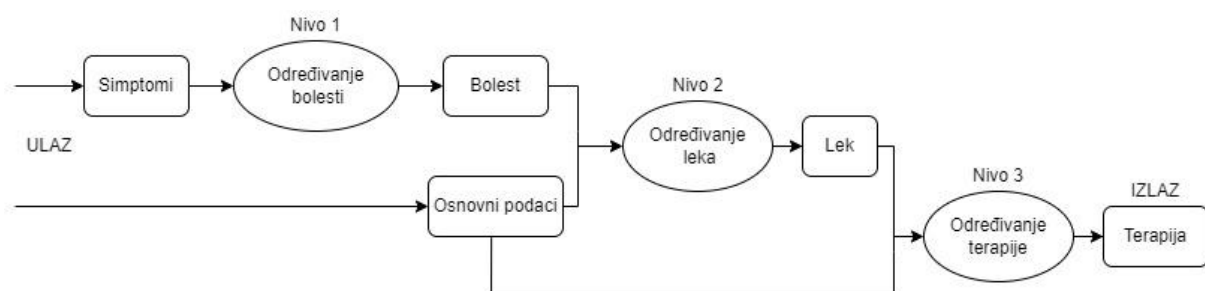 Nivo 1
Simptomi
Određivanje
bolesti
Bolest
ULAZ
Osnovni podaci
Nivo 2
Određivanje
leka
Lek
Nivo 3
Određivanje
terapije
IZLAZ
Terapija